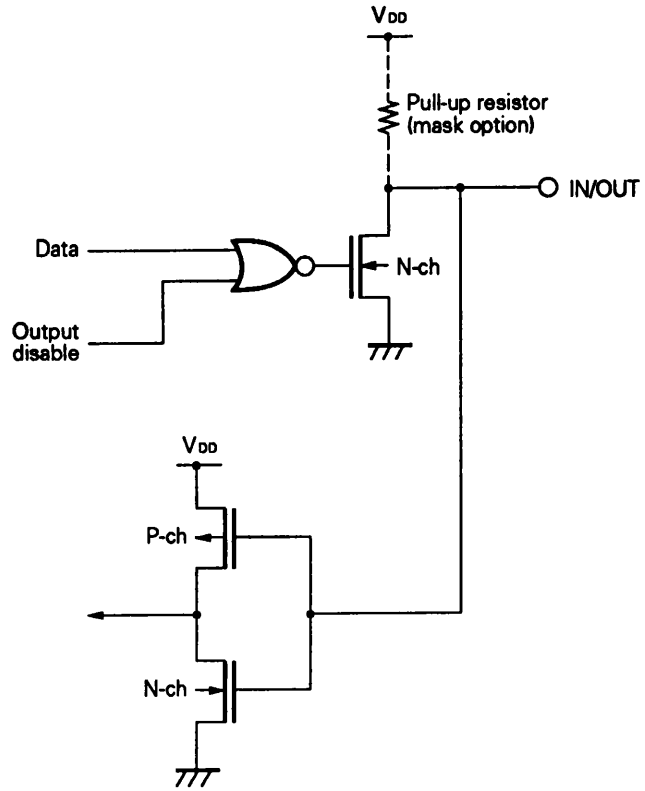 VDD
Pull-up resistor
(mask option)
IN/OUT
Data
N-ch
Output
disable
VDD
P-ch
N-ch